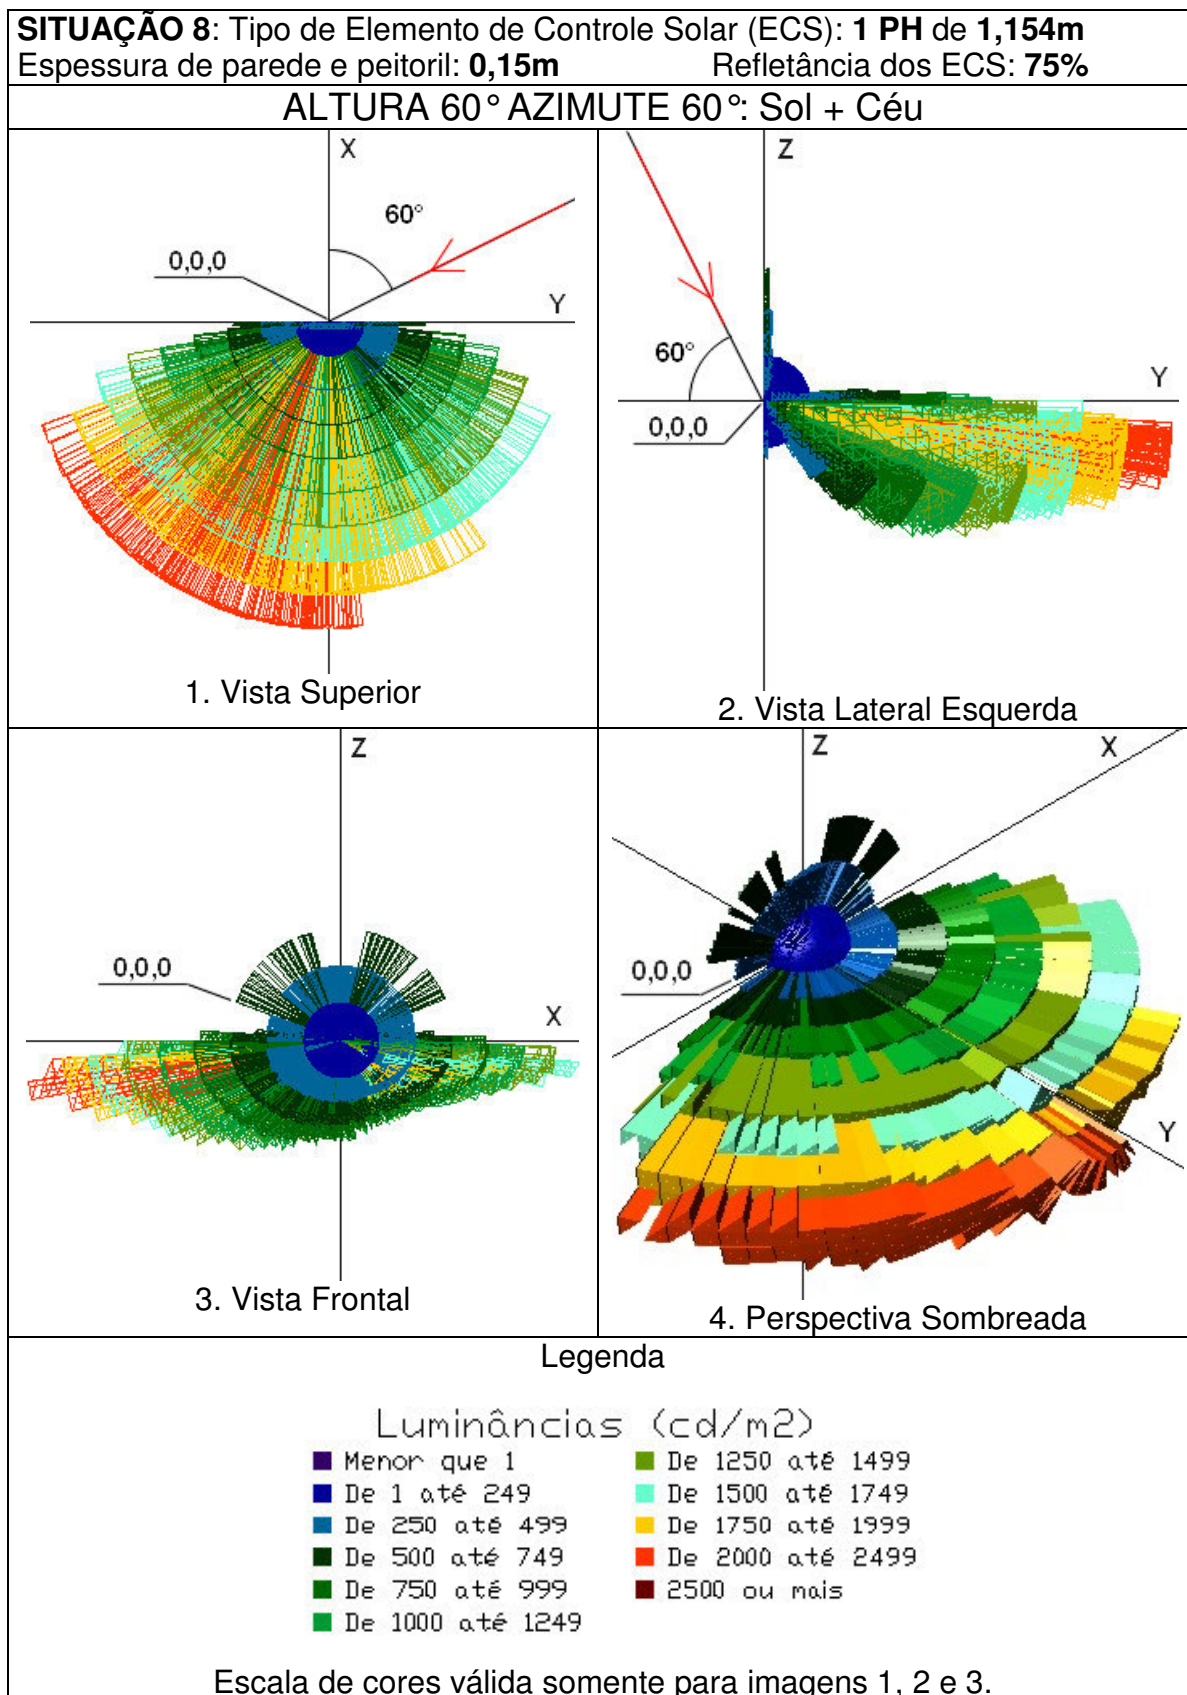 SITUAÇÃO 8: Tipo de Elemento de Controle Solar (ECS): 1 PH de 1,154m
Espessura de parede e peitoril: 0,15m Refletância dos ECS: 75%
ALTURA 60° AZIMUTE 60°: Sol + Céu
X
60°
0,0,0
Y
1. Vista Superior
Z
60°
Y
0,0,0
2. Vista Lateral Esquerda
Z
0,0,0
X
3. Vista Frontal
Z
X
0,0,0
Y
4. Perspectiva Sombreada
Legenda
Luminâncias (cd/m2)
Menor que 1
De 1 até 249
De 250 até 499
De 500 até 749
De 750 até 999
De 1000 até 1249
De 1250 até 1499
De 1500 até 1749
De 1750 até 1999
De 2000 até 2499
2500 ou mais
Escala de cores válida somente para imagens 1, 2 e 3.